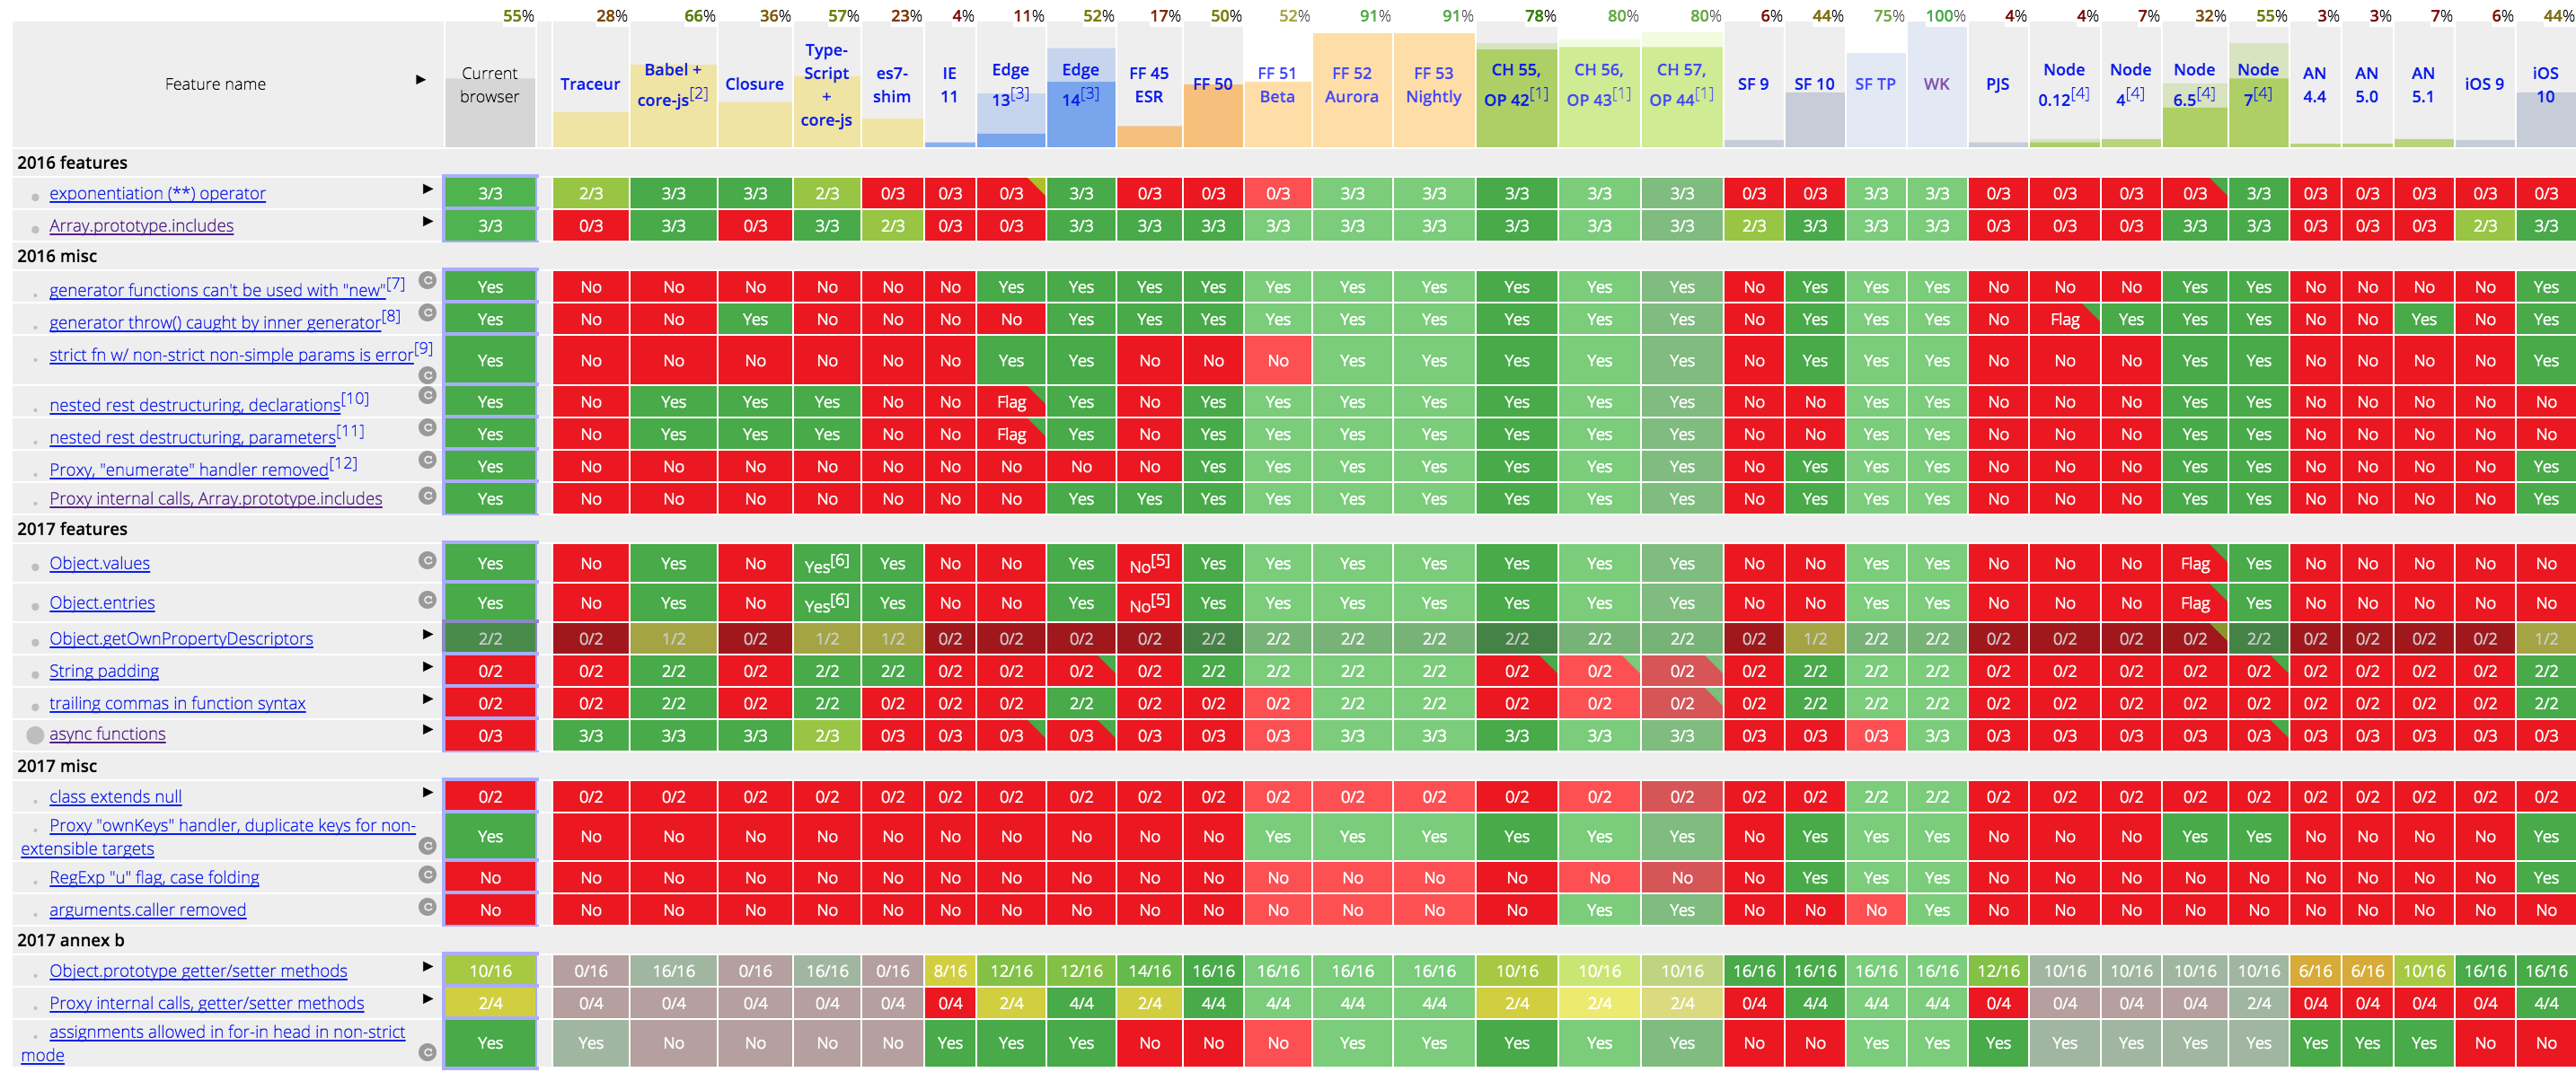 55% 28% 66% 36% 57% 23% 4% 11% 52% 17% 50% 52% 91% 91% 78% 80% 80% 6% 44% 75% 100% 4% 4% 7% 32% 55% 3% 3% 7% 6% 44%
Feature name ▶ Current browser Traceur Babel + core-js[2] Closure Type-Script + core-js es7-shim IE 11 Edge 13[3] Edge 14[3] FF 45 ESR FF 50 FF 51 Beta FF 52 Aurora FF 53 Nightly CH 55, OP 42[1] CH 56, OP 43[1] CH 57, OP 44[1] SF 9 SF 10 SF TP WK PJS Node 0.12[4] Node 4[4] Node 6.5[4] Node 7[4] AN 4.4 AN 5.0 AN 5.1 iOS 9 iOS 10
2016 features
exponentiation (**) operator ▶ 3/3 2/3 3/3 3/3 2/3 0/3 0/3 0/3 3/3 0/3 0/3 0/3 3/3 3/3 3/3 3/3 3/3 0/3 0/3 3/3 3/3 0/3 0/3 0/3 0/3 3/3 0/3 0/3 0/3 0/3 0/3
Array.prototype.includes ▶ 3/3 0/3 3/3 0/3 3/3 2/3 0/3 0/3 3/3 3/3 3/3 3/3 3/3 3/3 3/3 3/3 3/3 2/3 3/3 3/3 3/3 0/3 0/3 0/3 3/3 3/3 0/3 0/3 0/3 2/3 3/3
2016 misc
generator functions can't be used with "new"[7] C Yes No No No No No No Yes Yes Yes Yes Yes Yes Yes Yes Yes Yes No Yes Yes Yes No No No Yes Yes No No No No Yes
generator throw() caught by inner generator[8] C Yes No No Yes No No No No Yes Yes Yes Yes Yes Yes Yes Yes Yes No Yes Yes Yes No Flag Yes Yes Yes No No Yes No Yes
strict fn w/ non-strict non-simple params is error[9] C Yes No No No No No No Yes Yes No No No Yes Yes Yes Yes Yes No Yes Yes Yes No No No Yes Yes No No No No Yes
nested rest destructuring, declarations[10] C Yes No Yes Yes Yes No No Flag Yes No Yes Yes Yes Yes Yes Yes Yes No No Yes Yes No No No Yes Yes No No No No No
nested rest destructuring, parameters[11] C Yes No Yes Yes Yes No No Flag Yes No Yes Yes Yes Yes Yes Yes Yes No No Yes Yes No No No Yes Yes No No No No No
Proxy, "enumerate" handler removed[12] C Yes No No No No No No No No No Yes Yes Yes Yes Yes Yes Yes No Yes Yes Yes No No No Yes Yes No No No No Yes
Proxy internal calls, Array.prototype.includes C Yes No No No No No No No Yes Yes Yes Yes Yes Yes Yes Yes Yes No Yes Yes Yes No No No Yes Yes No No No No Yes
2017 features
Object.values C Yes No Yes No Yes[6] Yes No No Yes No[5] Yes Yes Yes Yes Yes Yes Yes No No Yes Yes No No No Flag Yes No No No No No
Object.entries C Yes No Yes No Yes[6] Yes No No Yes No[5] Yes Yes Yes Yes Yes Yes Yes No No Yes Yes No No No Flag Yes No No No No No
Object.getOwnPropertyDescriptors ▶ 2/2 0/2 1/2 0/2 1/2 1/2 0/2 0/2 0/2 0/2 2/2 2/2 2/2 2/2 2/2 2/2 2/2 0/2 1/2 2/2 2/2 0/2 0/2 0/2 0/2 2/2 0/2 0/2 0/2 0/2 1/2
String padding ▶ 0/2 0/2 2/2 0/2 2/2 2/2 0/2 0/2 0/2 0/2 2/2 2/2 2/2 2/2 0/2 0/2 0/2 0/2 2/2 2/2 2/2 0/2 0/2 0/2 0/2 0/2 0/2 0/2 0/2 0/2 2/2
trailing commas in function syntax ▶ 0/2 0/2 2/2 0/2 2/2 0/2 0/2 0/2 2/2 0/2 0/2 0/2 2/2 2/2 0/2 0/2 0/2 0/2 2/2 2/2 2/2 0/2 0/2 0/2 0/2 0/2 0/2 0/2 0/2 0/2 2/2
async functions ▶ 0/3 3/3 3/3 3/3 2/3 0/3 0/3 0/3 0/3 0/3 0/3 0/3 3/3 3/3 3/3 3/3 3/3 0/3 0/3 0/3 3/3 0/3 0/3 0/3 0/3 0/3 0/3 0/3 0/3 0/3 0/3
2017 misc
class extends null ▶ 0/2 0/2 0/2 0/2 0/2 0/2 0/2 0/2 0/2 0/2 0/2 0/2 0/2 0/2 0/2 0/2 0/2 0/2 0/2 2/2 2/2 0/2 0/2 0/2 0/2 0/2 0/2 0/2 0/2 0/2 0/2
Proxy "ownKeys" handler, duplicate keys for non-
extensible targets C Yes No No No No No No No No No No Yes Yes Yes Yes Yes Yes No Yes Yes Yes No No No Yes Yes No No No No Yes
RegExp "u" flag, case folding C No No No No No No No No No No No No No No No No No No Yes Yes Yes No No No No No No No No No Yes
arguments.caller removed C No No No No No No No No No No No No No No No Yes Yes No No No Yes No No No No No No No No No No
2017 annex b
Object.prototype getter/setter methods ▶ 10/16 0/16 16/16 0/16 16/16 0/16 8/16 12/16 12/16 14/16 16/16 16/16 16/16 16/16 10/16 10/16 10/16 16/16 16/16 16/16 16/16 12/16 10/16 10/16 10/16 10/16 6/16 6/16 10/16 16/16 16/16
Proxy internal calls, getter/setter methods ▶ 2/4 0/4 0/4 0/4 0/4 0/4 0/4 2/4 4/4 2/4 4/4 4/4 4/4 4/4 2/4 2/4 2/4 0/4 4/4 4/4 4/4 0/4 0/4 0/4 0/4 2/4 0/4 0/4 0/4 0/4 4/4
assignments allowed in for-in head in non-strict
mode C Yes Yes No No No No Yes Yes Yes No No No Yes Yes Yes Yes Yes No No Yes Yes Yes Yes Yes Yes Yes Yes Yes Yes No No